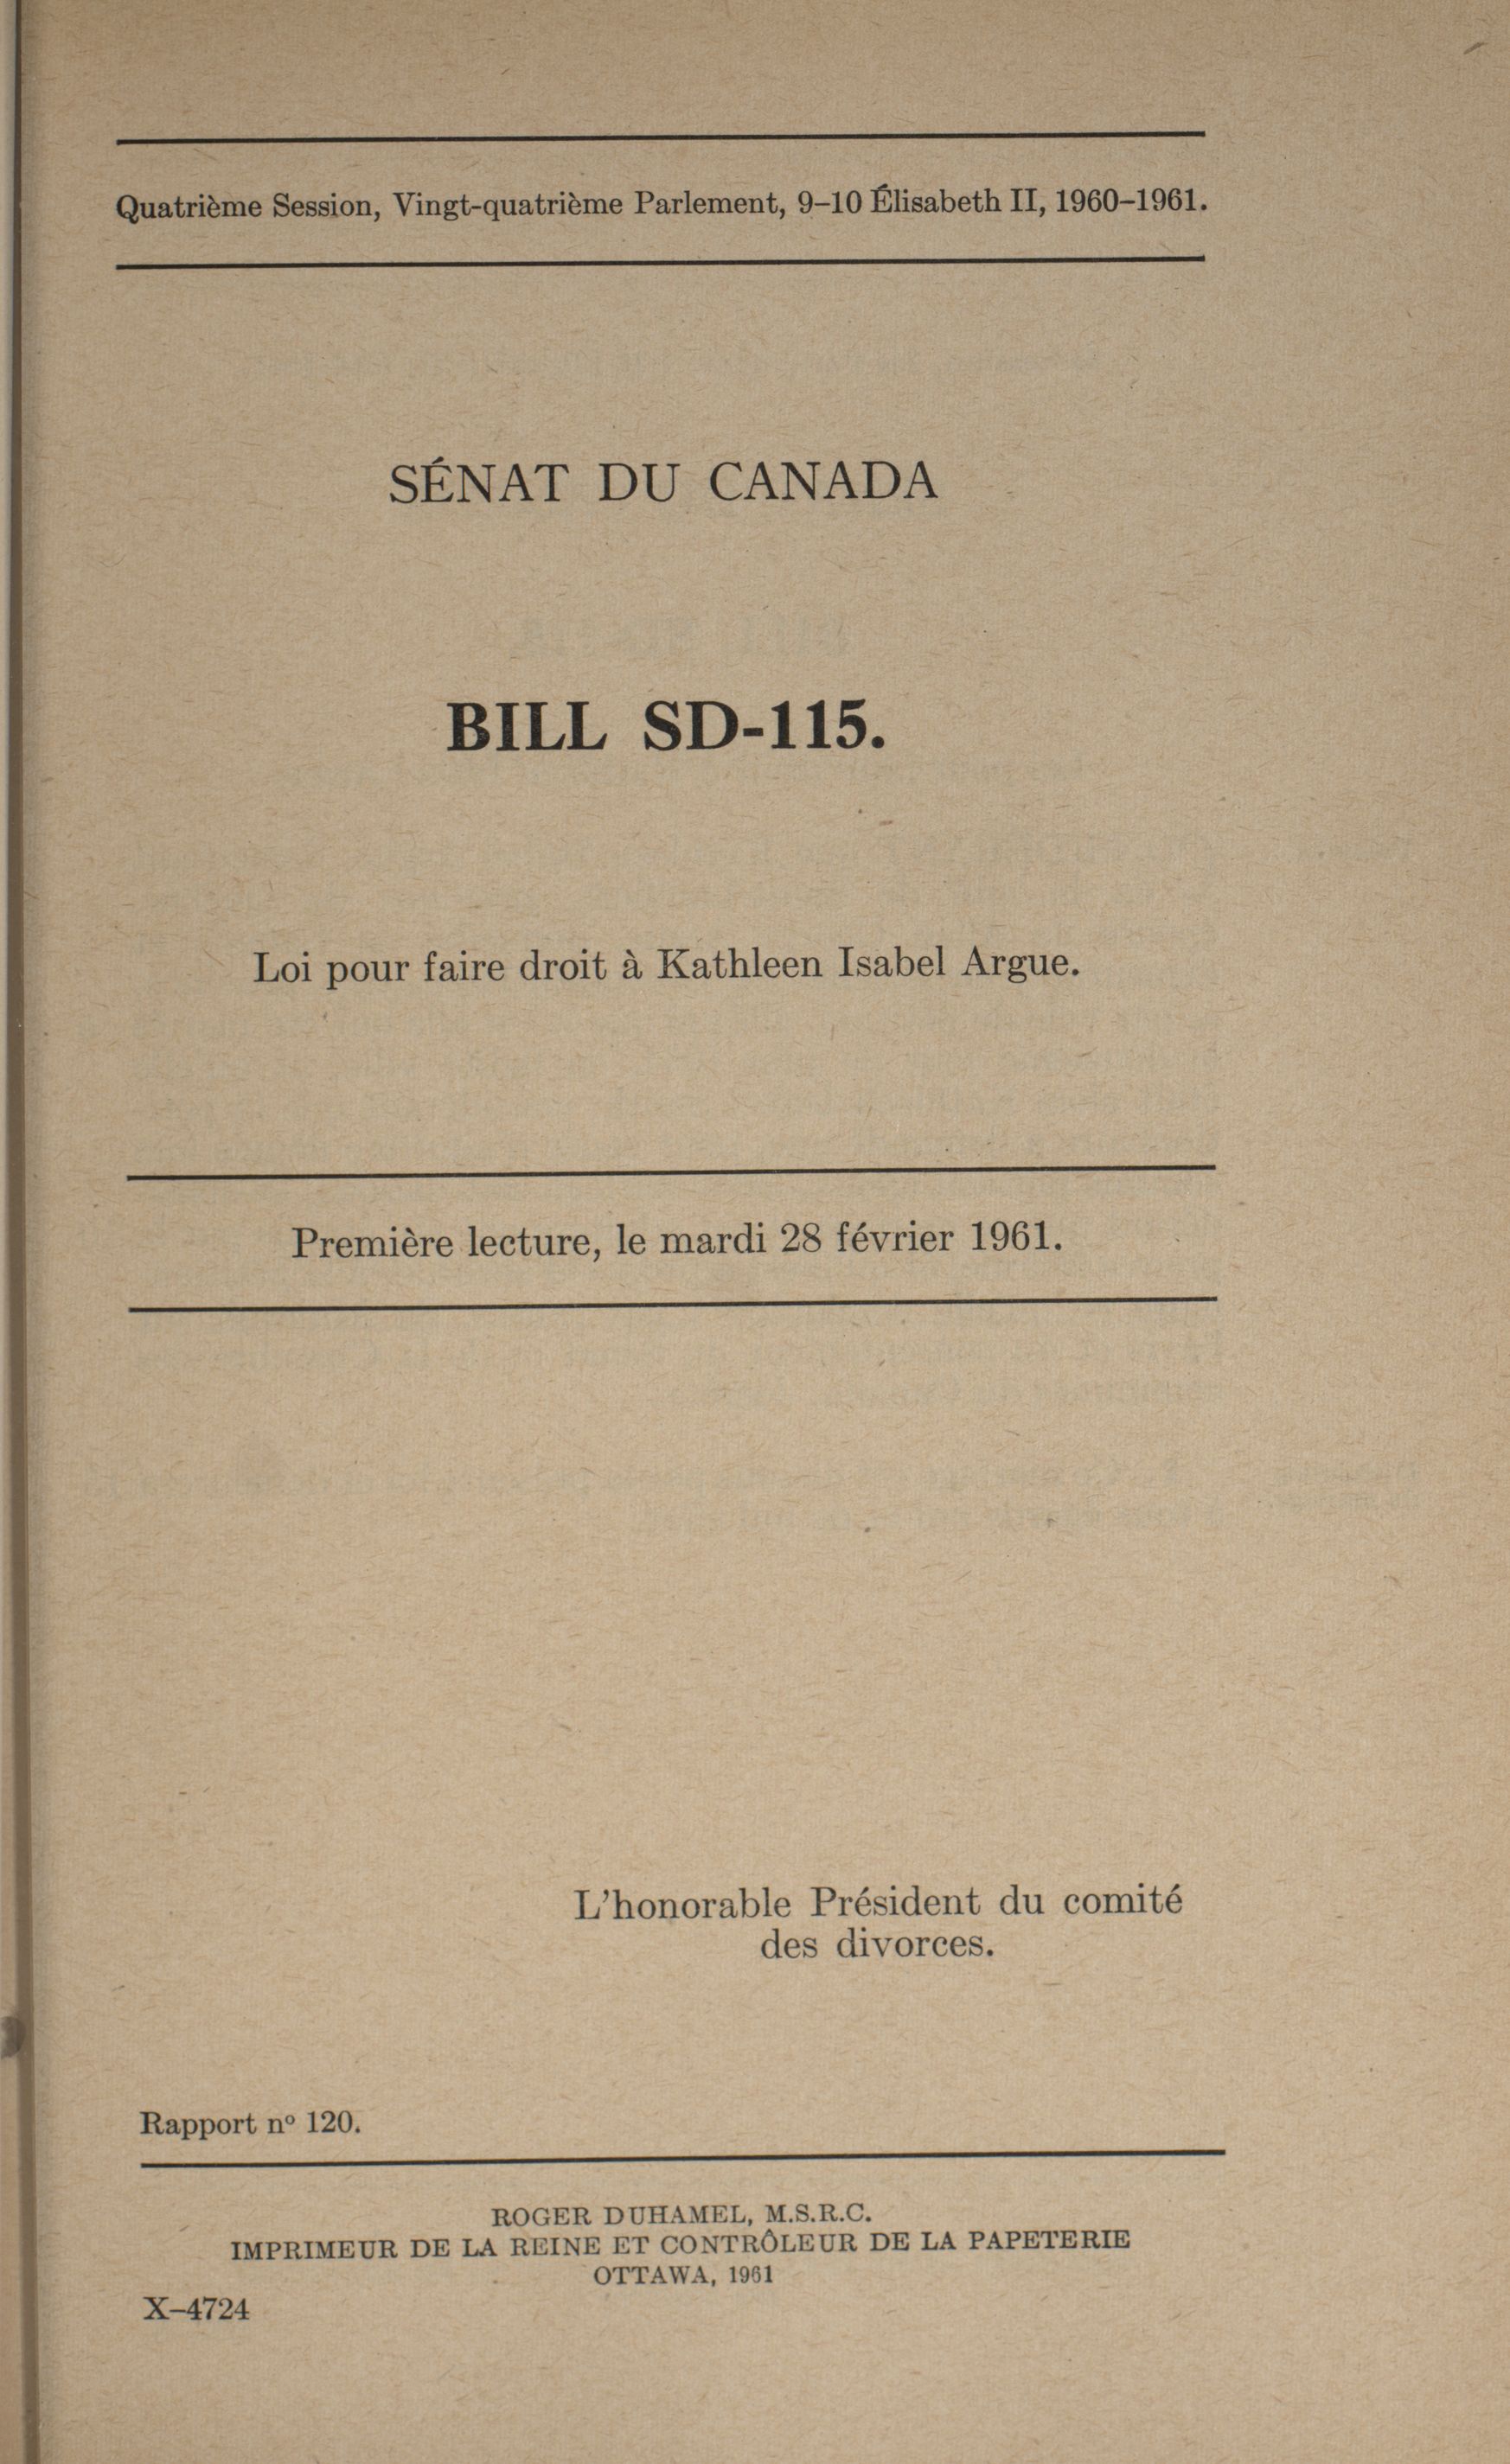 Quatrième Session, Vingt-quatrième Parlement, 9–10 Élisabeth II, 1960–1961.
SÉNAT DU CANADA
BILL SD-115.
Loi pour faire droit à Kathleen Isabel Argue.
Première lecture, le mardi 28 février 1961.
L'honorable Président du comité
des divorces.
Rapport nº 120.
ROGER DUHAMEL, M.S.R.C.
IMPRIMEUR DE LA REINE ET CONTRÔLEUR DE LA PAPETERIE
OTTAWA, 1961
X–4724